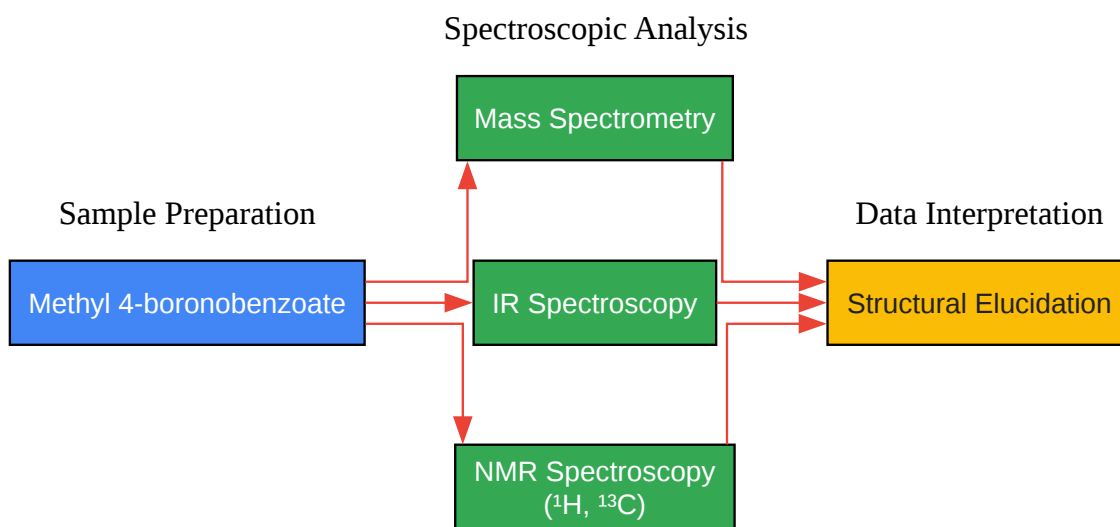 Spectroscopic Analysis
Mass Spectrometry
Sample Preparation
Data Interpretation
Methyl 4-boronobenzoate
IR Spectroscopy
Structural Elucidation
NMR Spectroscopy
(¹H, ¹³C)